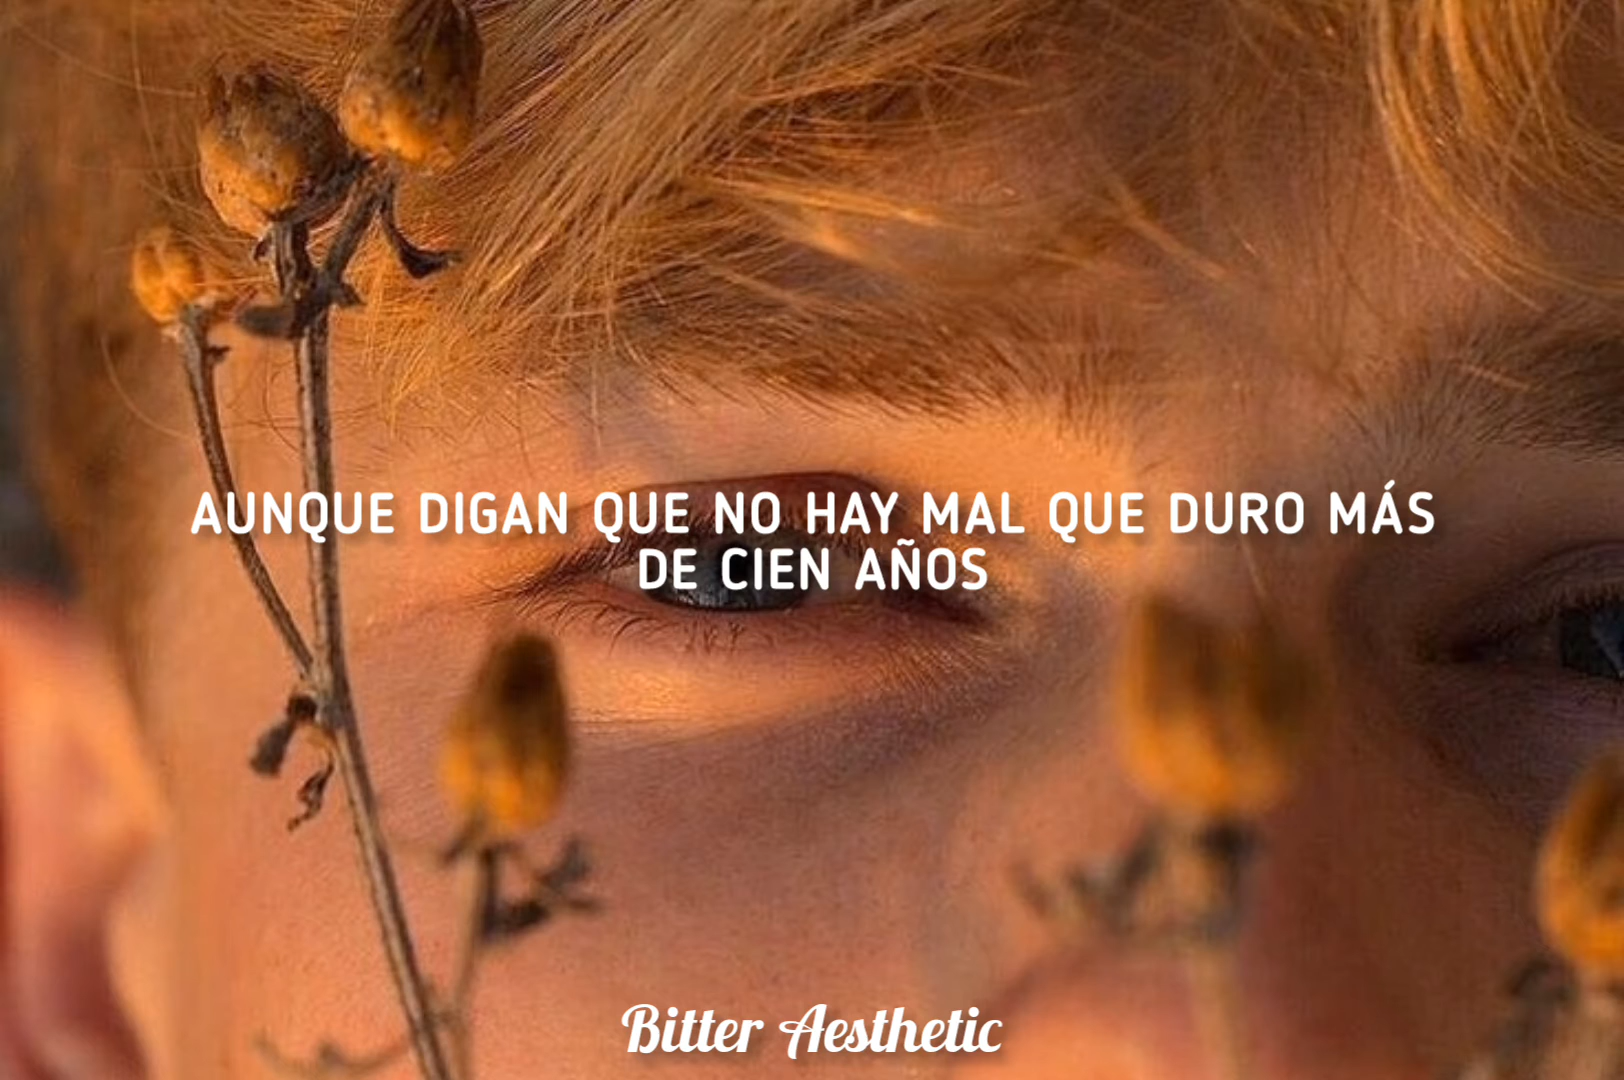 AUNQUE DIGAN QUE NO HAY MAL QUE DURO MÁS
DE CIEN AÑOS
Bitter Aesthetic